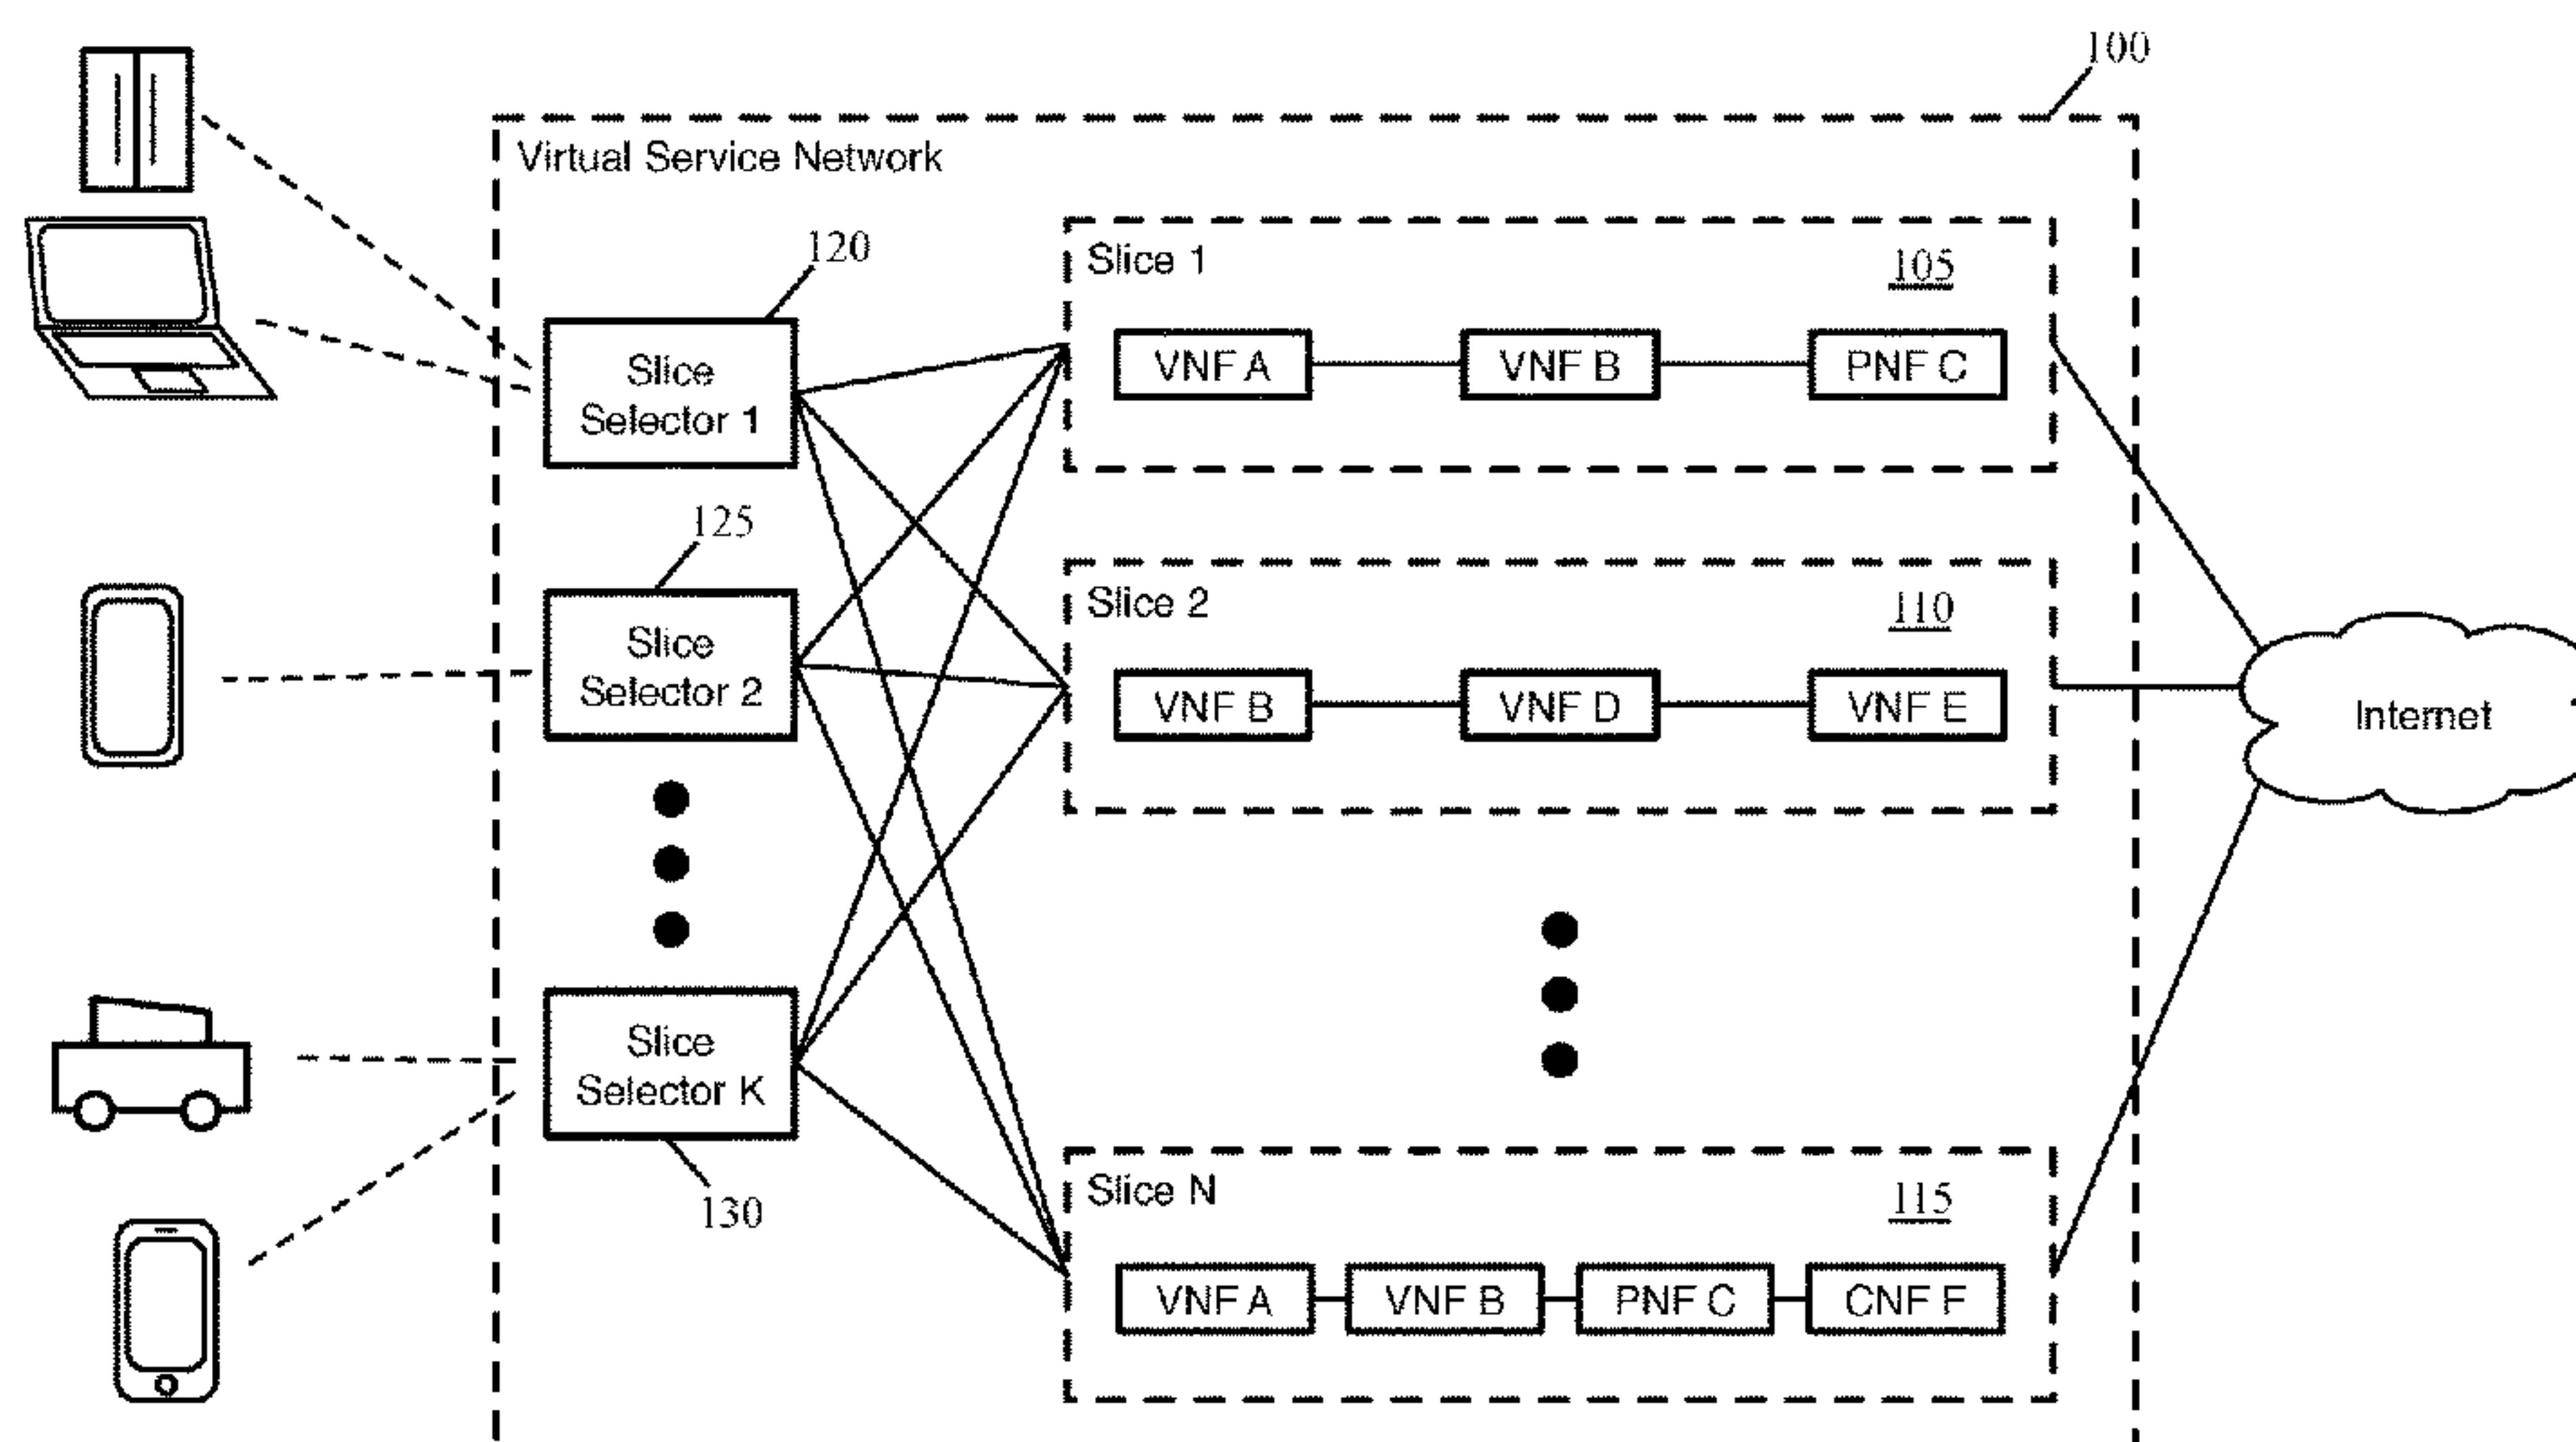 100
Virtual Service Network
120
Slice 1
105
Slice
Selector 1
VNF A
VNF B
PNF C
125
Slice 2
110
Slice
Selector 2
VNF B
VNF D
VNF E
Internet
Slice
Selector K
130
Slice N
115
VNF A
VNF B
PNF C
CNF F